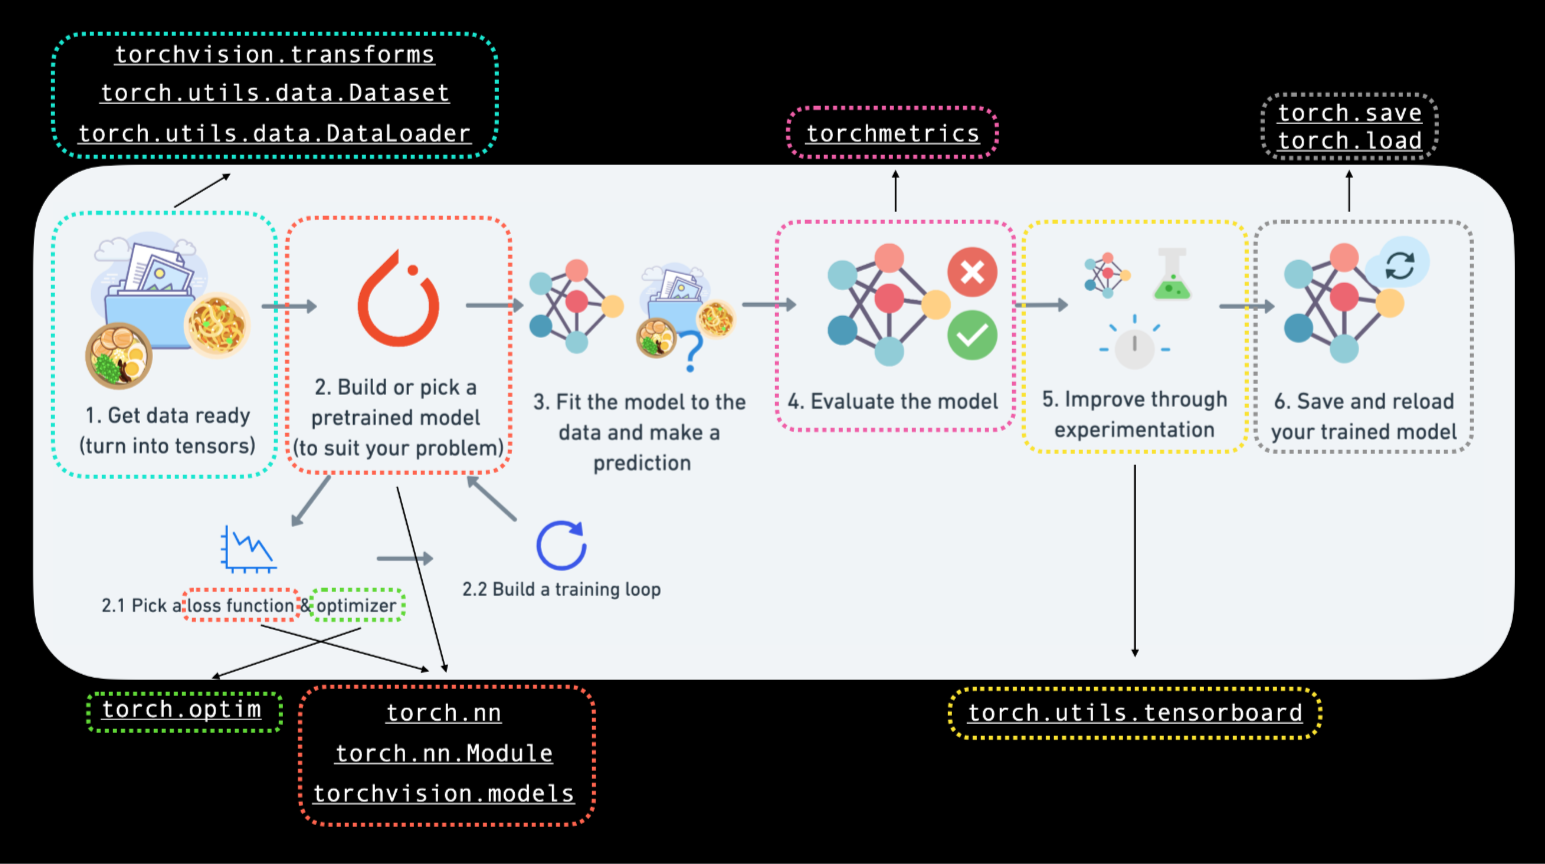 torchvision.transforms
torch.utils.data.Dataset
torch.utils.data.DataLoader
torchmetrics
torch.save
torch.load
1. Get data ready
(turn into tensors)
2. Build or pick a
pretrained model
(to suit your problem)
3. Fit the model to the
data and make a
prediction
4. Evaluate the model
5. Improve through
experimentation
6. Save and reload
your trained model
2.1 Pick a loss function & optimizer
2.2 Build a training loop
torch.optim
torch.nn
torch.nn.Module
torchvision.models
torch.utils.tensorboard